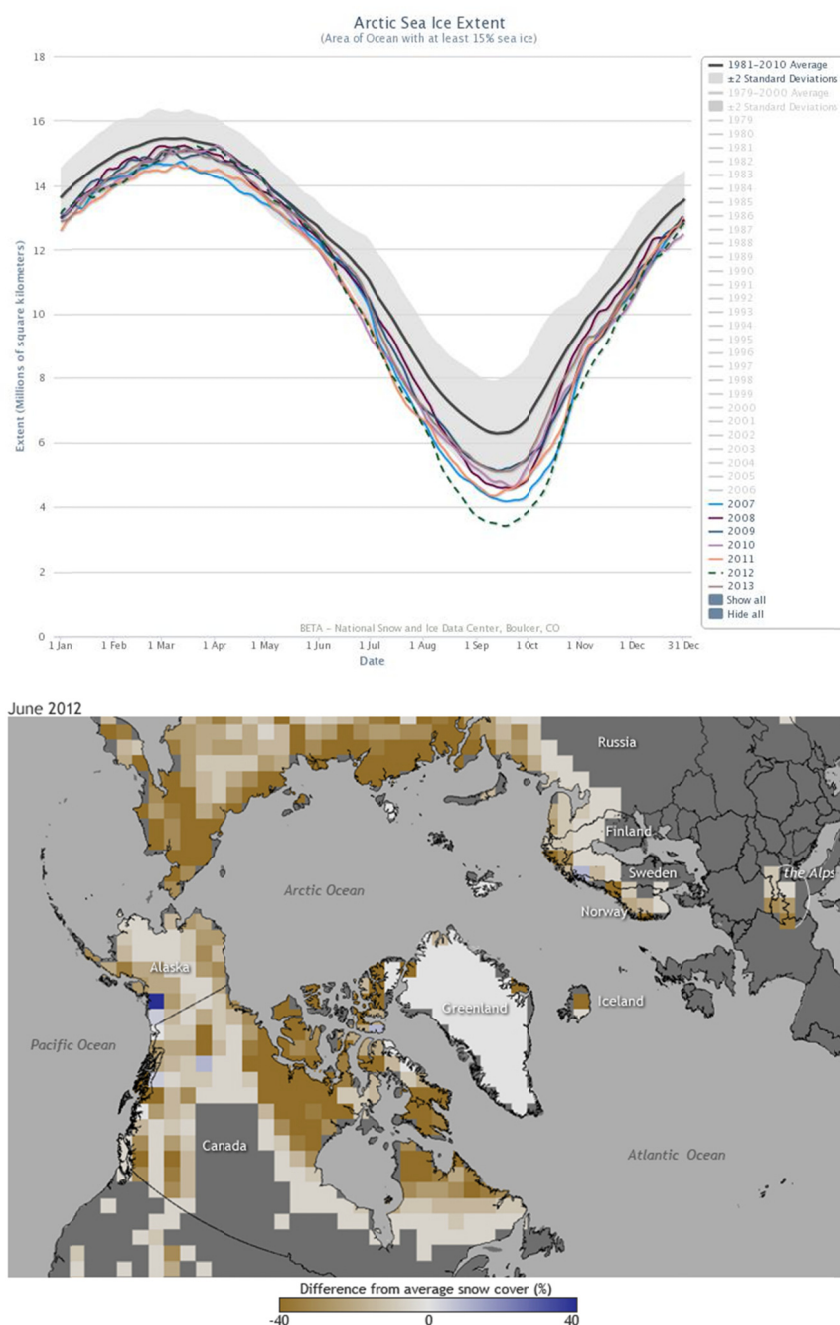 Arctic Sea Ice Extent
(Area of Ocean with at least 15% sea ice)
Extent (Millions of square kilometers)
18
16
14
12
10
8
6
4
2
0
BETA – National Snow and Ice Data Center, Boulder, CO
1 Jan
1 Feb
1 Mar
1 Apr
1 May
1 Jun
1 Jul
1 Aug
1 Sep
1 Oct
1 Nov
1 Dec
31 Dec
Date
1981–2010 Average
±2 Standard Deviations
1979–2000 Average
±2 Standard Deviations
1979
1980
1981
1982
1983
1984
1985
1986
1987
1988
1989
1990
1991
1992
1993
1994
1995
1996
1997
1998
1999
2000
2001
2002
2003
2004
2005
2006
2007
2008
2009
2010
2011
2012
2013
Show all
Hide all
June 2012
Russia
Finland
Sweden
the Alps
Arctic Ocean
Norway
Alaska
Greenland
Iceland
Pacific Ocean
Canada
Atlantic Ocean
Difference from average snow cover (%)
-40
0
40